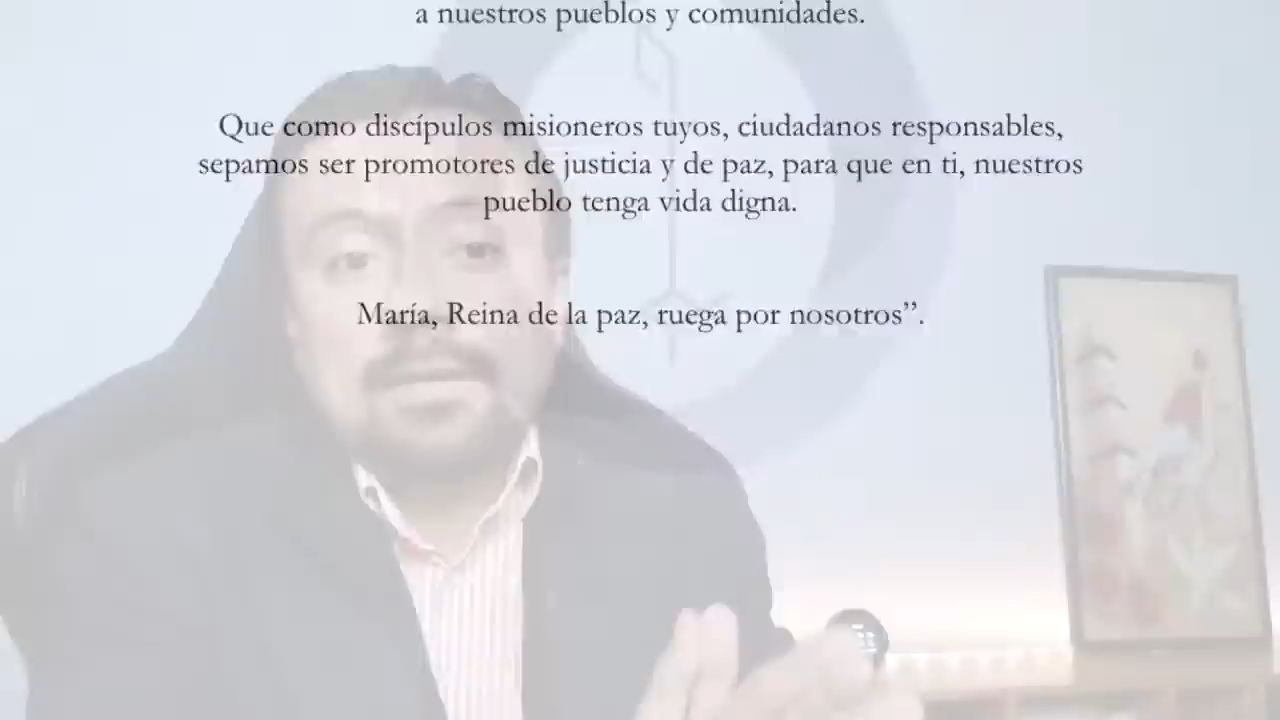 a nuestros pueblos y comunidades.
Que como discípulos misioneros tuyos, ciudadanos responsables,
sepamos ser promotores de justicia y de paz, para que en ti, nuestros
pueblo tenga vida digna.
María, Reina de la paz, ruega por nosotros”.